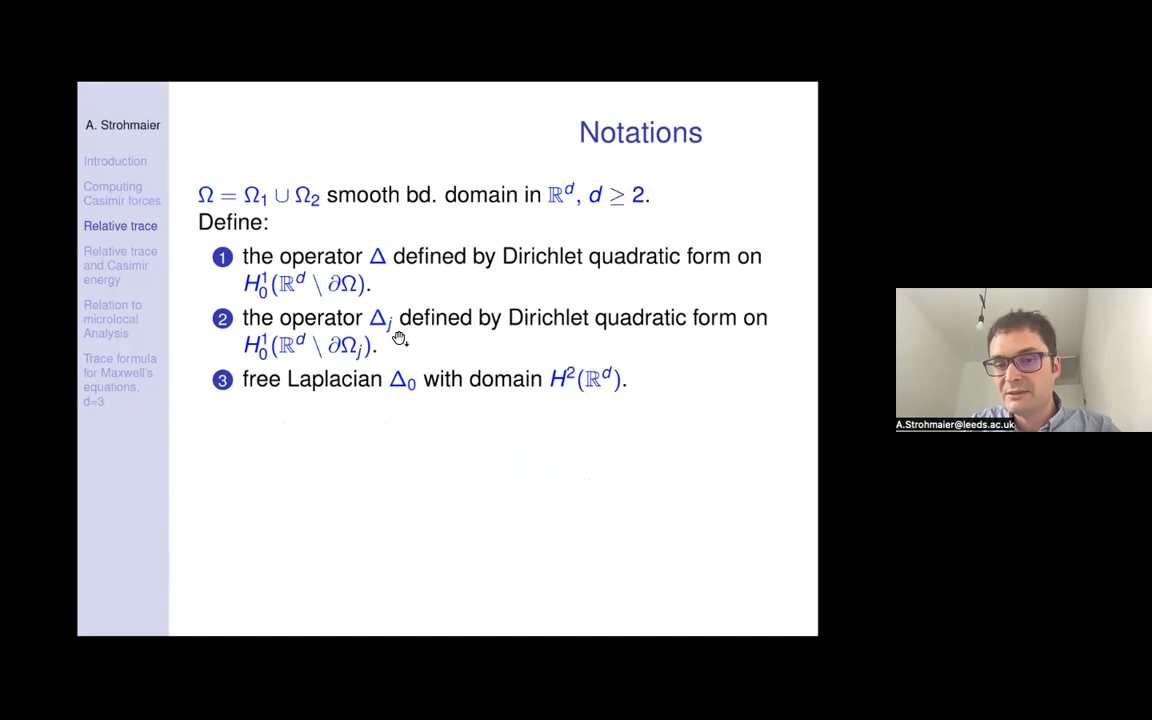 A. Strohmaier
Introduction
Computing
Casimir forces
Relative trace
Relative trace
and Casimir
energy
Relation to
microlocal
Analysis
Trace formula
for Maxwell's
equations,
d=3
Notations
Ω = Ω₁ ∪ Ω₂ smooth bd. domain in ℝᵈ, d ≥ 2.
Define:
1 the operator Δ defined by Dirichlet quadratic form on
H₀¹(ℝᵈ \ ∂Ω).
2 the operator Δⱼ defined by Dirichlet quadratic form on
H₀¹(ℝᵈ \ ∂Ωⱼ).
3 free Laplacian Δ₀ with domain H²(ℝᵈ).
A.Strohmaier@leeds.ac.uk